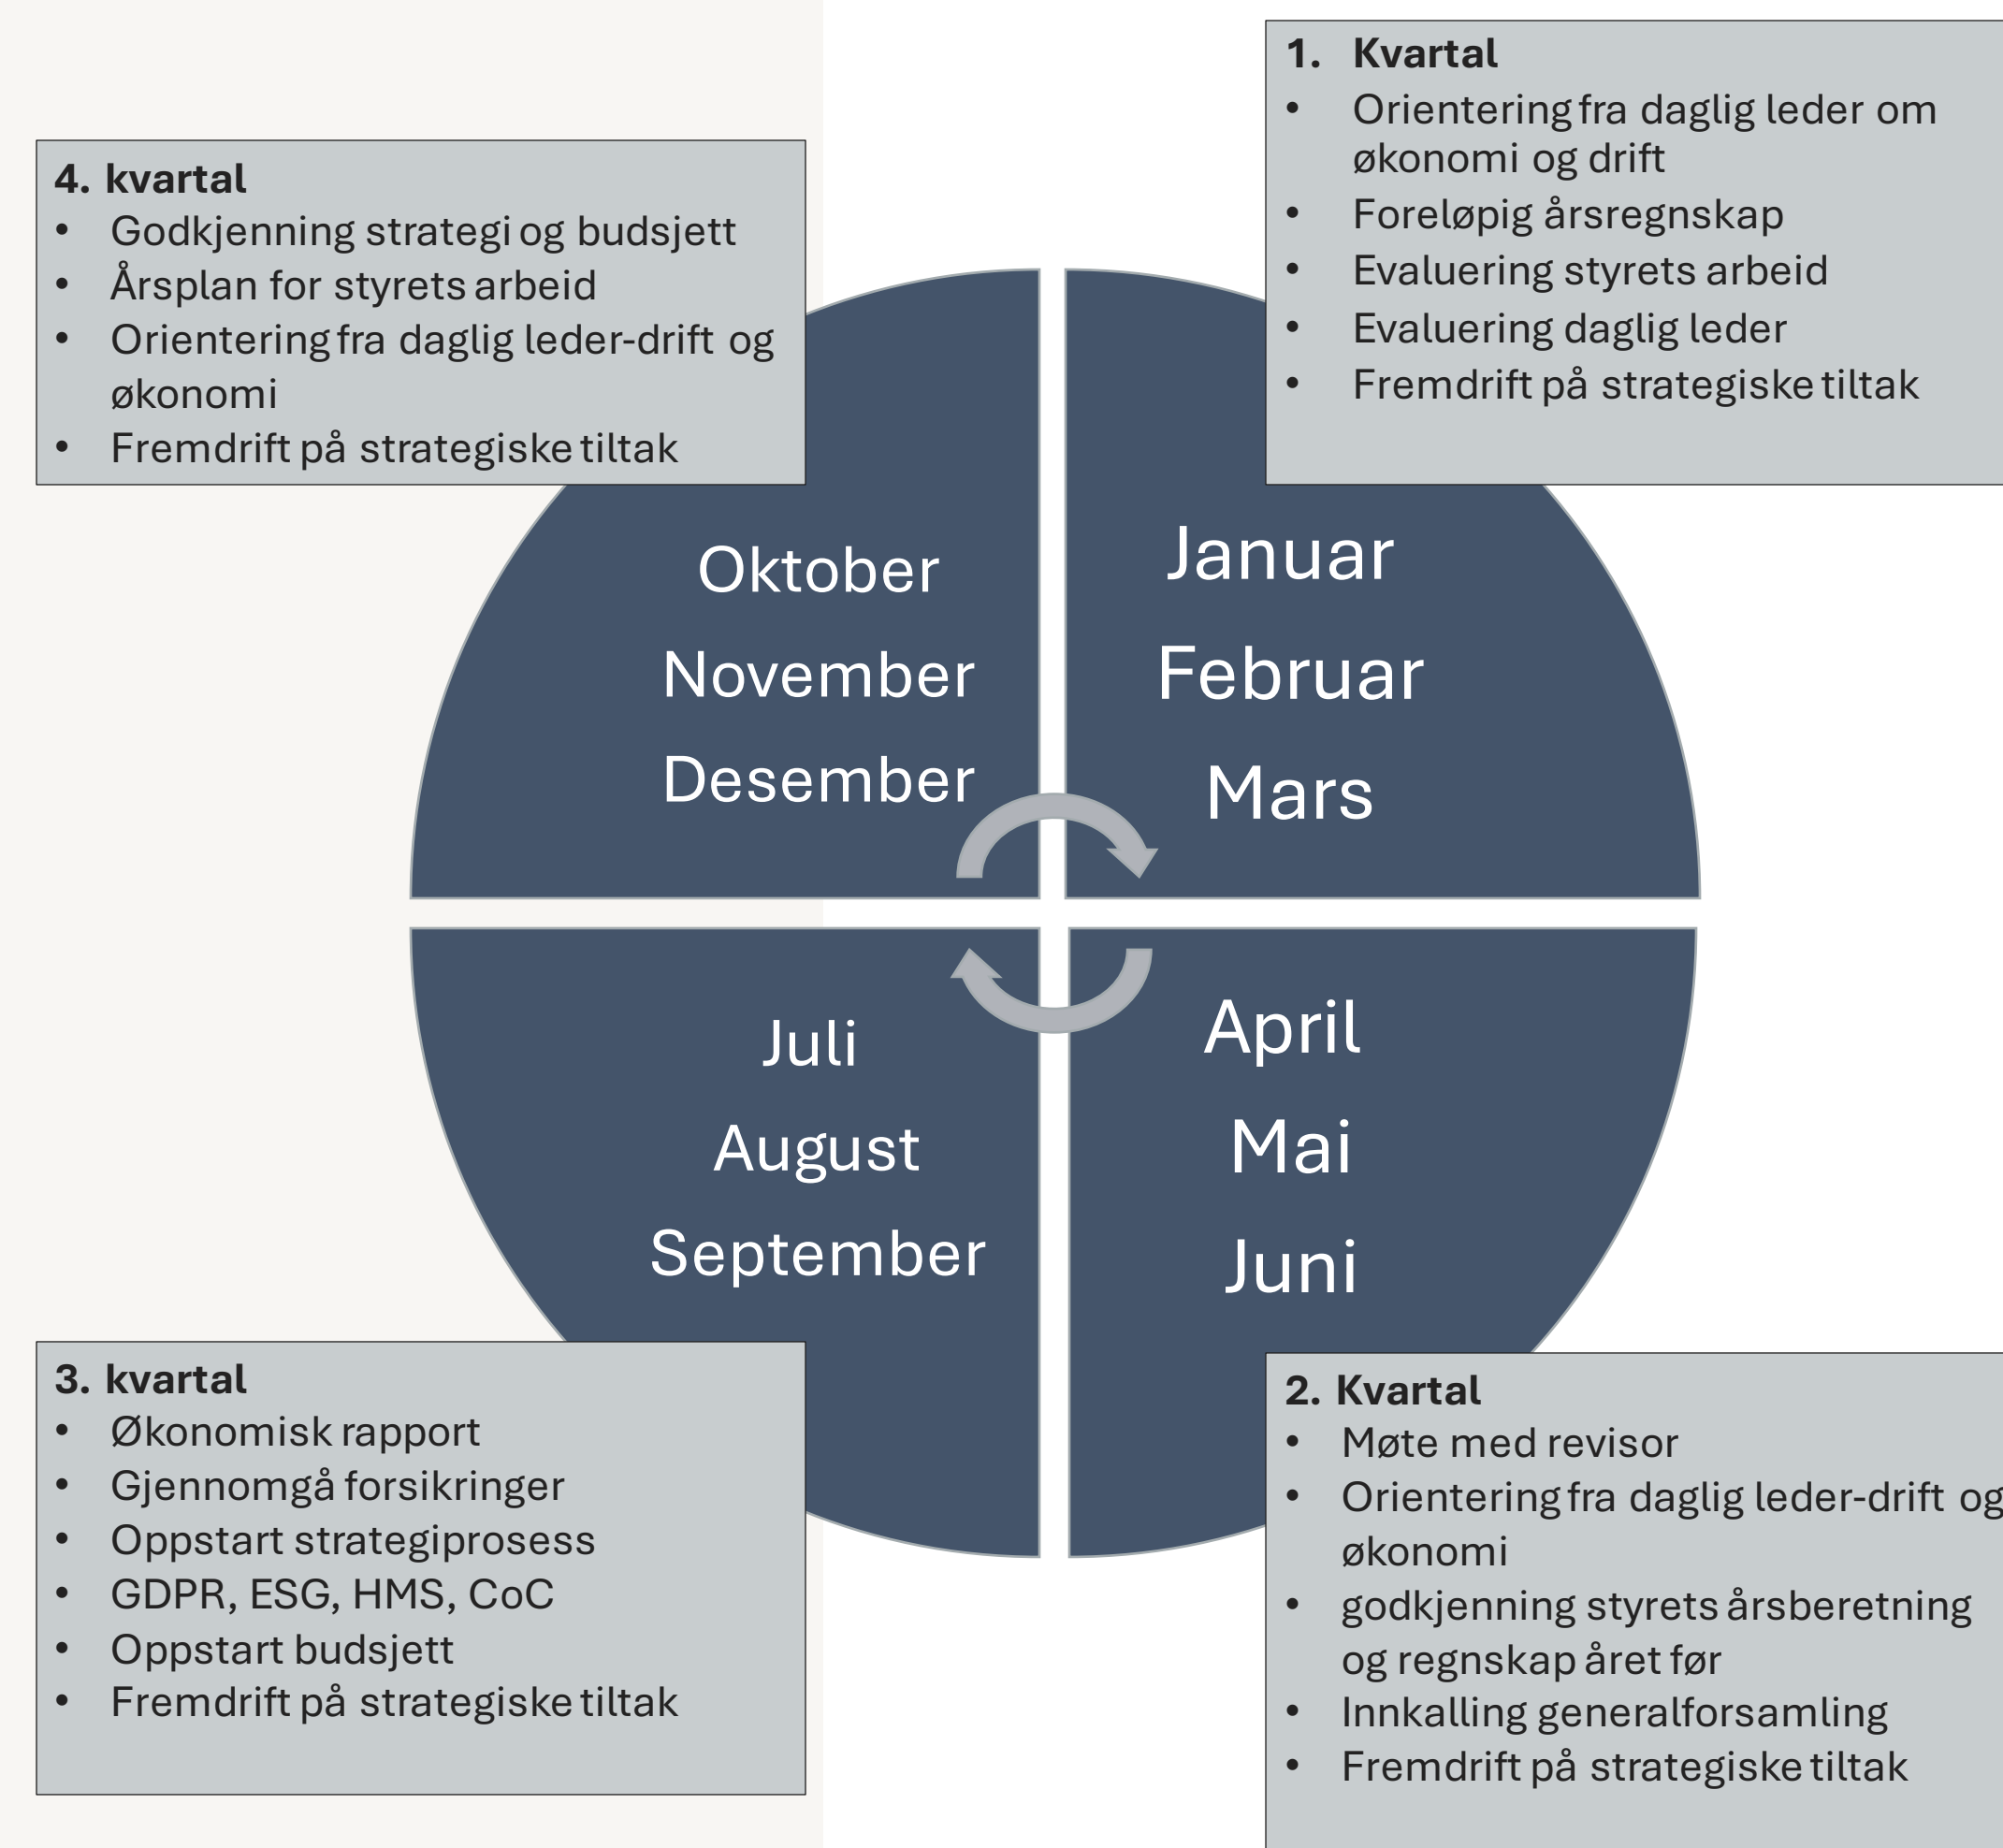 1. Kvartal
• Orientering fra daglig leder om
økonomi og drift
• Foreløpig årsregnskap
• Evaluering styrets arbeid
• Evaluering daglig leder
• Fremdrift på strategiske tiltak
4. kvartal
• Godkjenning strategi og budsjett
• Årsplan for styrets arbeid
• Orientering fra daglig leder-drift og
økonomi
• Fremdrift på strategiske tiltak
Oktober
November
Desember
Januar
Februar
Mars
Juli
August
September
April
Mai
Juni
3. kvartal
• Økonomisk rapport
• Gjennomgå forsikringer
• Oppstart strategiprosess
• GDPR, ESG, HMS, CoC
• Oppstart budsjett
• Fremdrift på strategiske tiltak
2. Kvartal
• Møte med revisor
• Orientering fra daglig leder-drift og
økonomi
• godkjenning styrets årsberetning
og regnskap året før
• Innkalling generalforsamling
• Fremdrift på strategiske tiltak